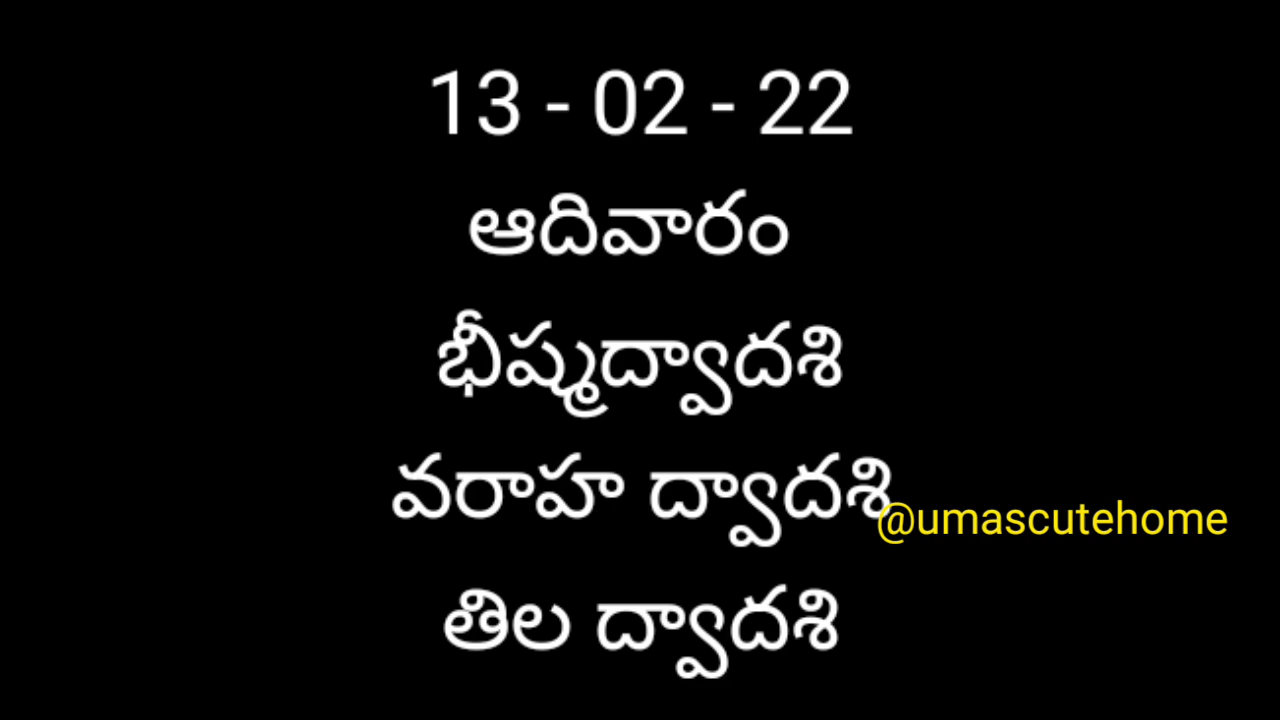 13 - 02 - 22
ఆదివారం
భీష్మద్వాదశి
వరాహ ద్వాదశి
@umascutehome
తిల ద్వాదశి